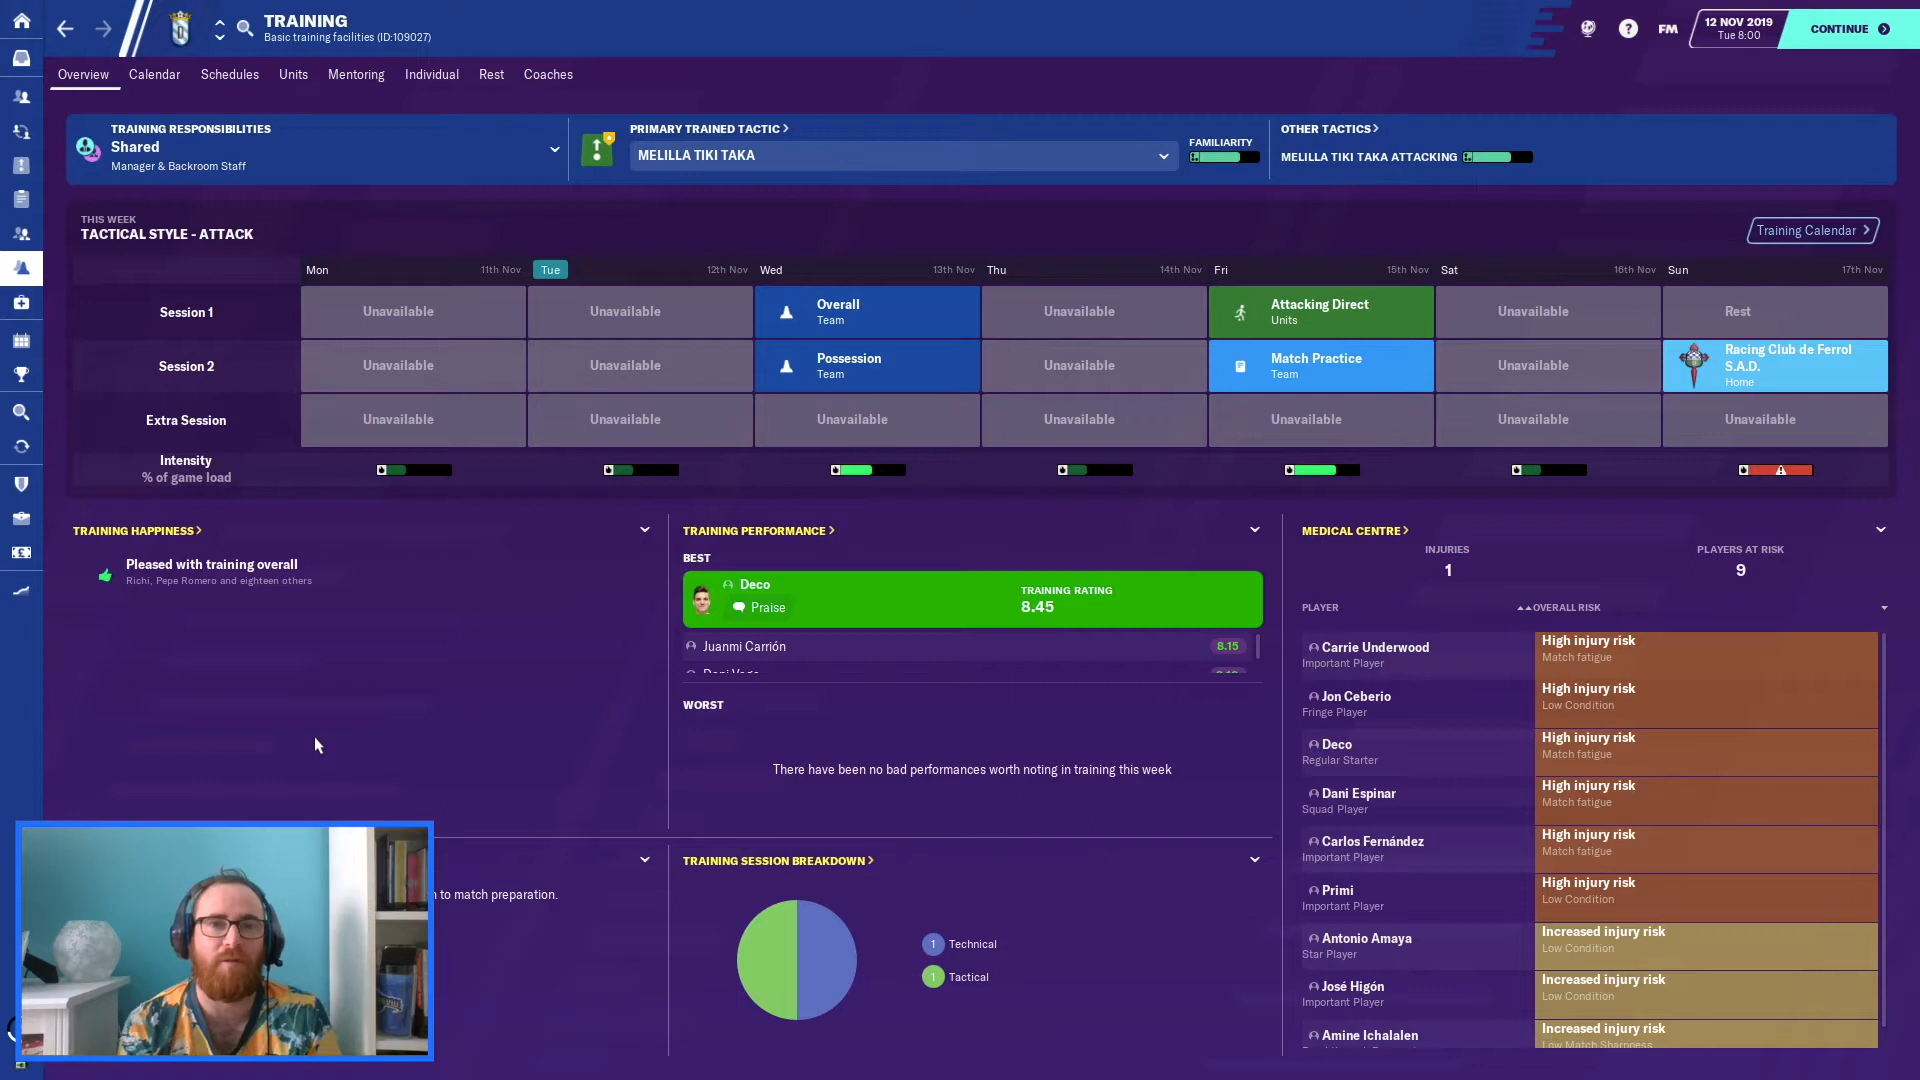 TRAINING
Basic training facilities (ID:109027)
FM
12 NOV 2019
Tue 8:00
CONTINUE
Overview
Calendar
Schedules
Units
Mentoring
Individual
Rest
Coaches
TRAINING RESPONSIBILITIES
Shared
Manager & Backroom Staff
PRIMARY TRAINED TACTIC
MELILLA TIKI TAKA
FAMILIARITY
OTHER TACTICS
MELILLA TIKI TAKA ATTACKING
THIS WEEK
TACTICAL STYLE - ATTACK
Training Calendar
Mon 11th Nov
Tue 12th Nov
Wed 13th Nov
Thu 14th Nov
Fri 15th Nov
Sat 16th Nov
Sun 17th Nov
Session 1
Unavailable
Unavailable
Overall
Team
Unavailable
Attacking Direct
Units
Unavailable
Rest
Session 2
Unavailable
Unavailable
Possession
Team
Unavailable
Match Practice
Team
Unavailable
Racing Club de Ferrol
S.A.D.
Home
Extra Session
Unavailable
Unavailable
Unavailable
Unavailable
Unavailable
Unavailable
Unavailable
Intensity
% of game load
TRAINING HAPPINESS
Pleased with training overall
Richi, Pepe Romero and eighteen others
TRAINING PERFORMANCE
BEST
Deco
Praise
TRAINING RATING
8.45
Juanmi Carrión 8.15
WORST
There have been no bad performances worth noting in training this week
to match preparation.
TRAINING SESSION BREAKDOWN
1 Technical
1 Tactical
MEDICAL CENTRE
INJURIES
1
PLAYERS AT RISK
9
PLAYER
OVERALL RISK
Carrie Underwood
Important Player
High injury risk
Match fatigue
Jon Ceberio
Fringe Player
High injury risk
Low Condition
Deco
Regular Starter
High injury risk
Match fatigue
Dani Espinar
Squad Player
High injury risk
Match fatigue
Carlos Fernández
Important Player
High injury risk
Match fatigue
Primi
Important Player
High injury risk
Low Condition
Antonio Amaya
Star Player
Increased injury risk
Low Condition
José Higón
Important Player
Increased injury risk
Low Condition
Amine Ichalalen
Increased injury risk
Low Match Sharpness